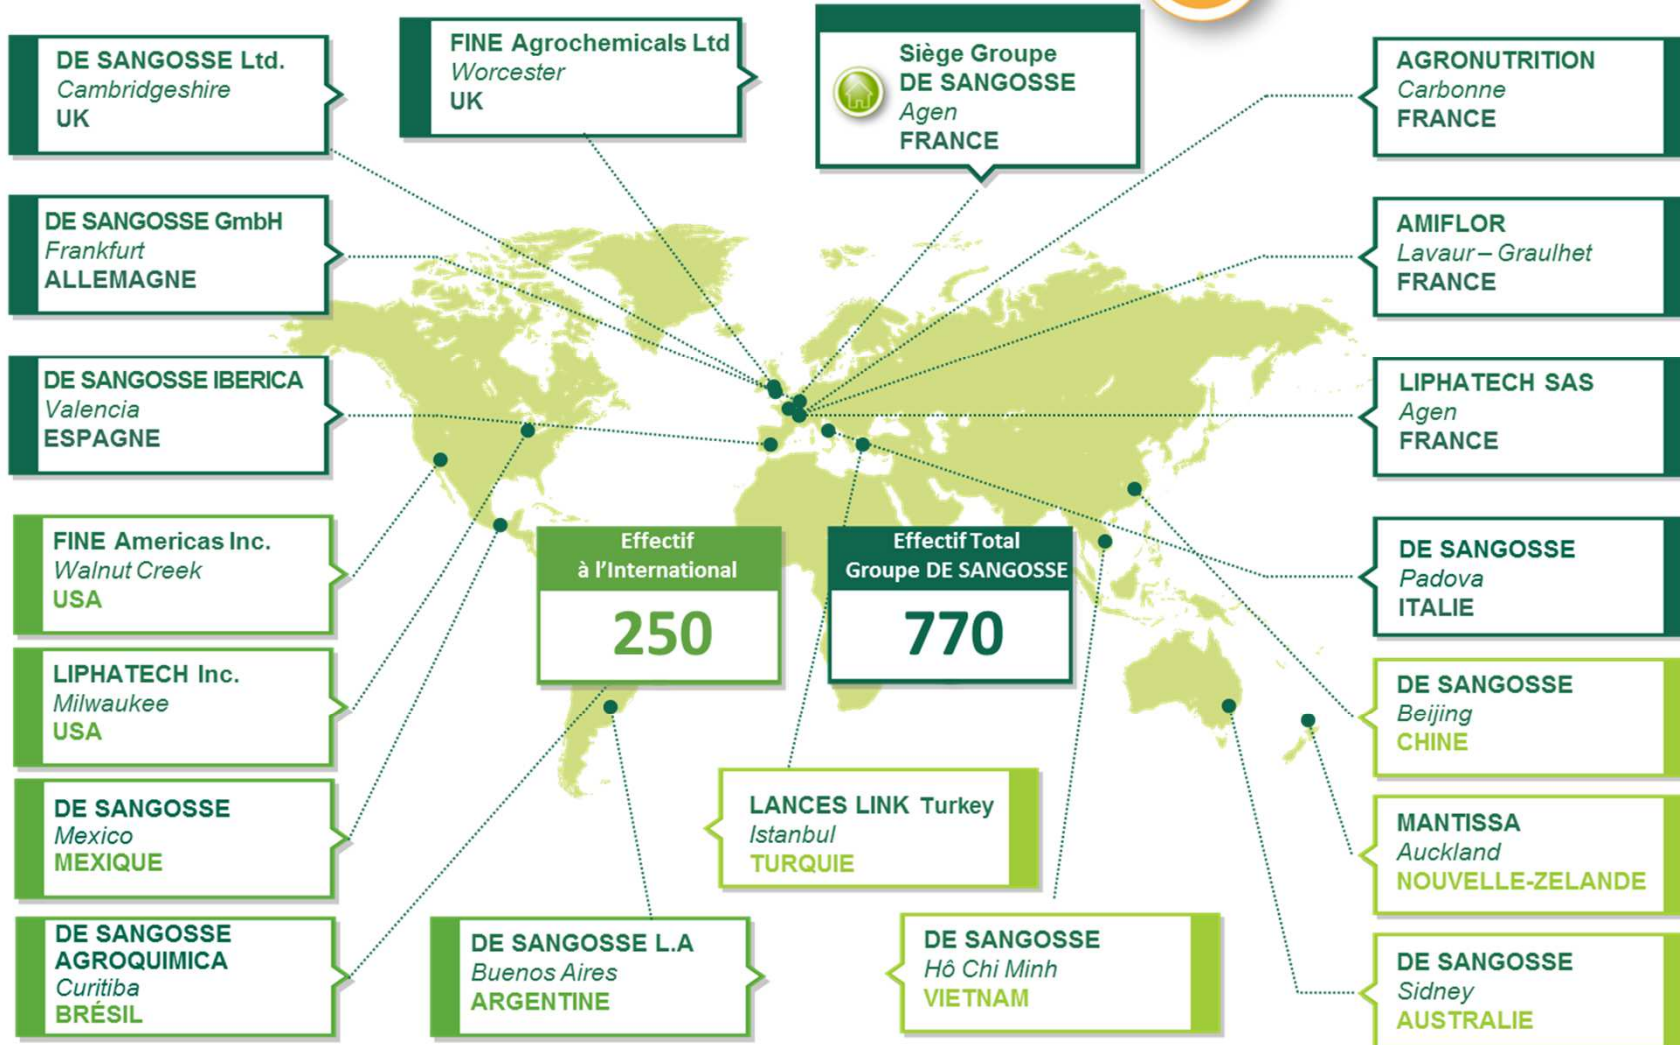 DE SANGOSSE Ltd.
Cambridgeshire
UK
FINE Agrochemicals Ltd
Worcester
UK
Siège Groupe
DE SANGOSSE
Agen
FRANCE
AGRONUTRITION
Carbonne
FRANCE
DE SANGOSSE GmbH
Frankfurt
ALLEMAGNE
AMIFLOR
Lavaur – Graulhet
FRANCE
DE SANGOSSE IBERICA
Valencia
ESPAGNE
LIPHATECH SAS
Agen
FRANCE
FINE Americas Inc.
Walnut Creek
USA
Effectif
à l'International
250
Effectif Total
Groupe DE SANGOSSE
770
DE SANGOSSE
Padova
ITALIE
LIPHATECH Inc.
Milwaukee
USA
DE SANGOSSE
Beijing
CHINE
DE SANGOSSE
Mexico
MEXIQUE
LANCES LINK Turkey
Istanbul
TURQUIE
MANTISSA
Auckland
NOUVELLE-ZELANDE
DE SANGOSSE
AGROQUIMICA
Curitiba
BRÉSIL
DE SANGOSSE L.A
Buenos Aires
ARGENTINE
DE SANGOSSE
Hô Chi Minh
VIETNAM
DE SANGOSSE
Sidney
AUSTRALIE